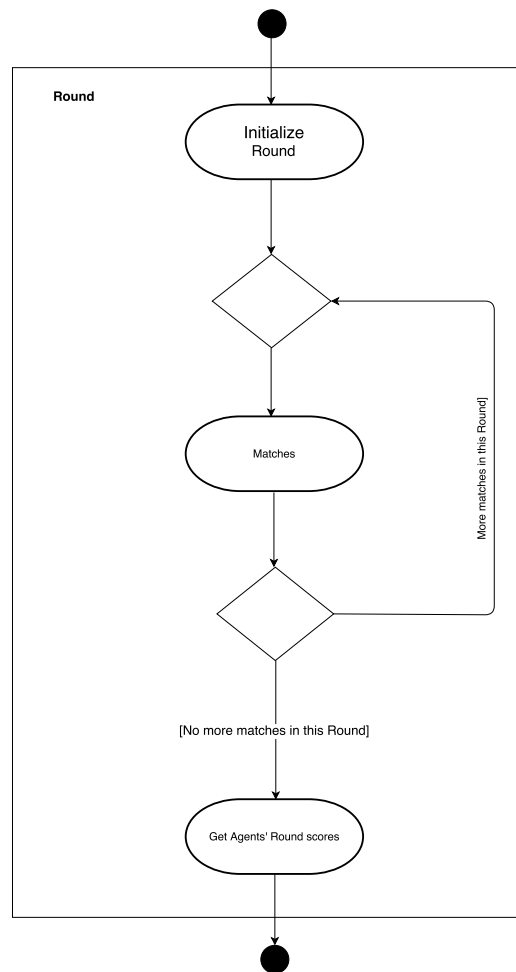 Round
Initialize
Round
Matches
More matches in this Round]
[No more matches in this Round]
Get Agents' Round scores